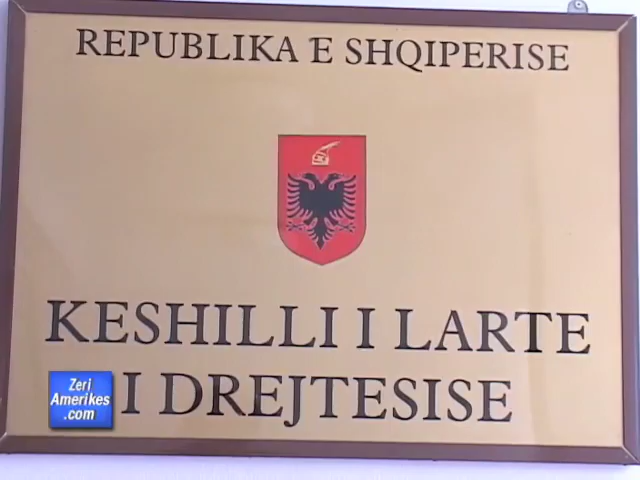 REPUBLIKA E SHQIPERISE
KESHILLI I LARTE
I DREJTESISE
Zeri
Amerikes
.com